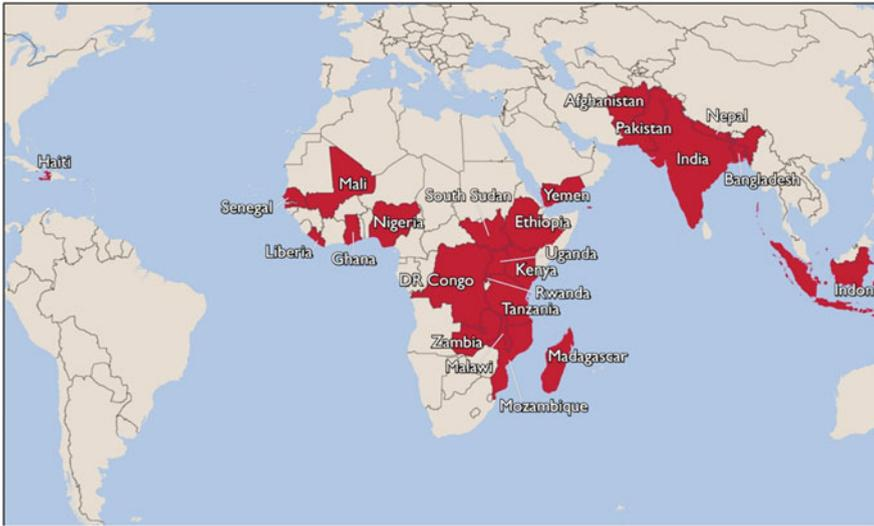 Afghanistan
Nepal
Pakistan
India
Haiti
Bangladesh
Mali
South Sudan
Yemen
Senegal
Nigeria
Ethiopia
Liberia
Ghana
Uganda
Kenya
DR Congo
Indon
Rwanda
Tanzania
Zambia
Madagascar
Malawi
Mozambique